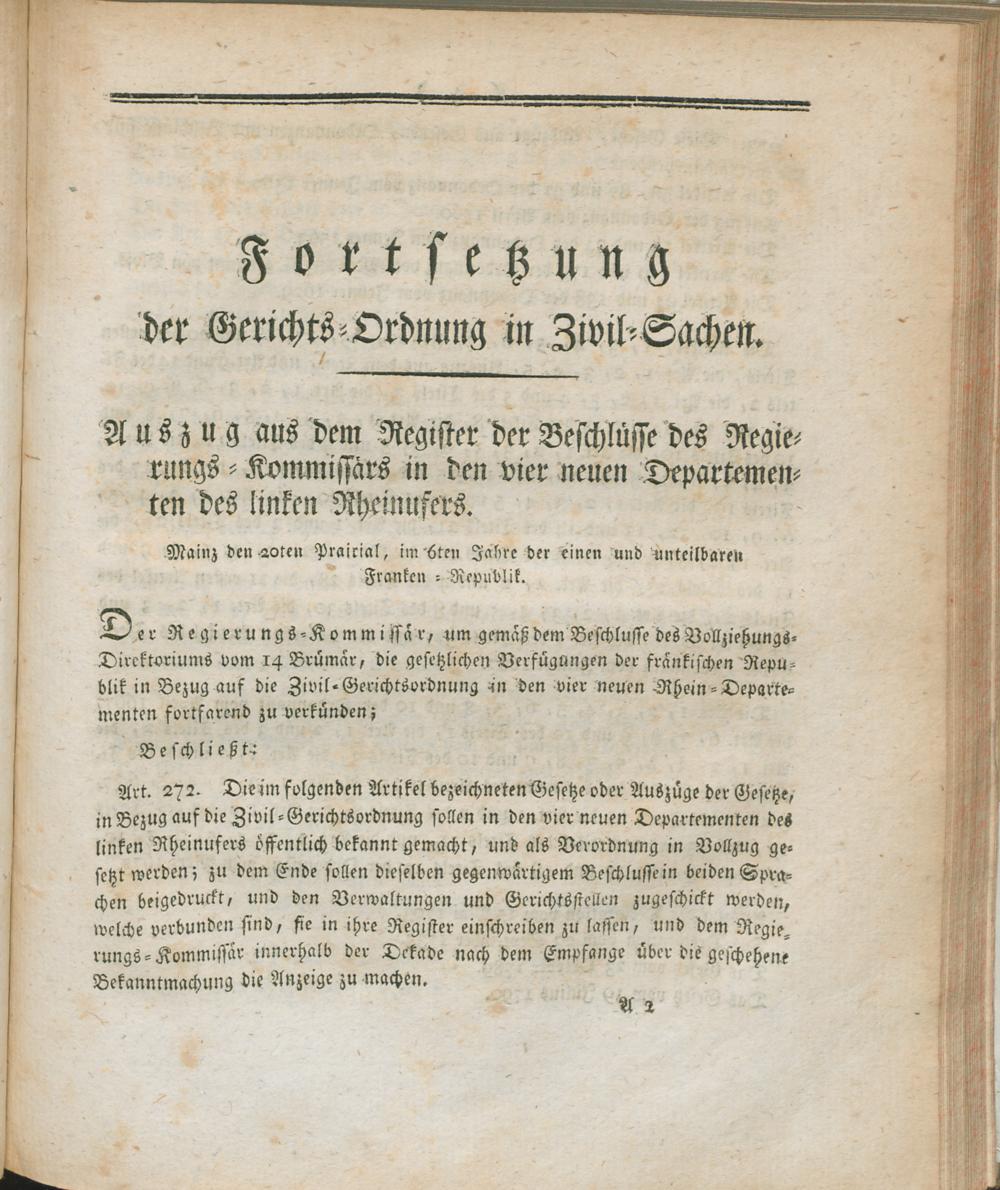 Fortsetzung
der Gerichts-Ordnung in Zivil-Sachen.
Auszug aus dem Register der Beschlüsse des Regie-
rungs-Kommissärs in den vier neuen Departemen-
ten des linken Rheinufers.
Mainz den 20ten Prairial, im 6ten Jahre der einen und unteilbaren
Franken-Republik.
Der Regierungs-Kommissär, um gemäß dem Beschlusse des Vollziehungs-
Direktoriums vom 14 Brümär, die gesetzlichen Verfügungen der fränkischen Repu-
blik in Bezug auf die Zivil-Gerichtsordnung in den vier neuen Rhein-Departe-
menten fortfarend zu verkünden;
Beschließt:
Art. 272. Die im folgenden Artikel bezeichneten Gesetze oder Auszüge der Gesetze,
in Bezug auf die Zivil-Gerichtsordnung sollen in den vier neuen Departementen des
linken Rheinufers öffentlich bekannt gemacht, und als Verordnung in Vollzug ge-
setzt werden; zu dem Ende sollen dieselben gegenwärtigem Beschlusse in beiden Spra-
chen beigedruckt, und den Verwaltungen und Gerichtsstellen zugeschickt werden,
welche verbunden sind, sie in ihre Register einschreiben zu lassen, und dem Regie-
rungs-Kommissär innerhalb der Dekade nach dem Empfange über die geschehene
Bekanntmachung die Anzeige zu machen.
A 2